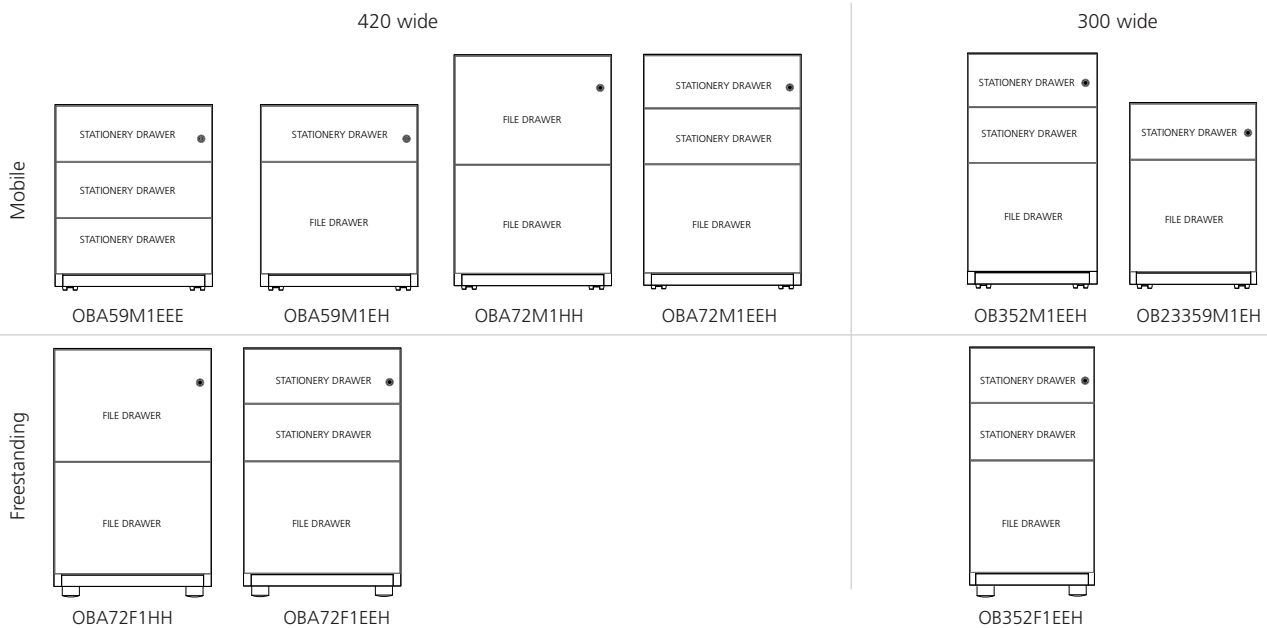 420 wide
300 wide
Mobile
STATIONERY DRAWER
STATIONERY DRAWER
STATIONERY DRAWER
OBA59M1EEE
STATIONERY DRAWER
FILE DRAWER
OBA59M1EH
FILE DRAWER
FILE DRAWER
OBA72M1HH
STATIONERY DRAWER
STATIONERY DRAWER
FILE DRAWER
OBA72M1EEH
STATIONERY DRAWER
STATIONERY DRAWER
FILE DRAWER
OB352M1EEH
STATIONERY DRAWER
FILE DRAWER
OB23359M1EH
Freestanding
FILE DRAWER
FILE DRAWER
OBA72F1HH
STATIONERY DRAWER
STATIONERY DRAWER
FILE DRAWER
OBA72F1EEH
STATIONERY DRAWER
STATIONERY DRAWER
FILE DRAWER
OB352F1EEH